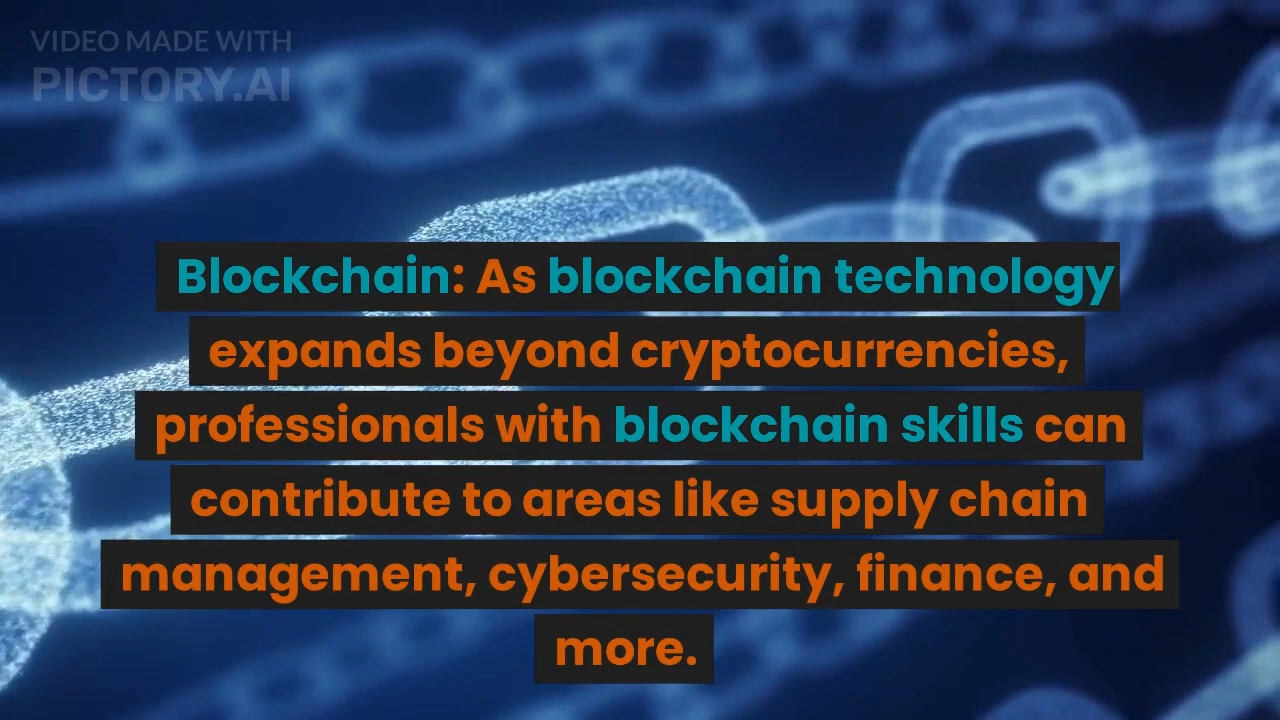 VIDEO MADE WITH
PICTORY.AI
Blockchain: As blockchain technology
expands beyond cryptocurrencies,
professionals with blockchain skills can
contribute to areas like supply chain
management, cybersecurity, finance, and
more.